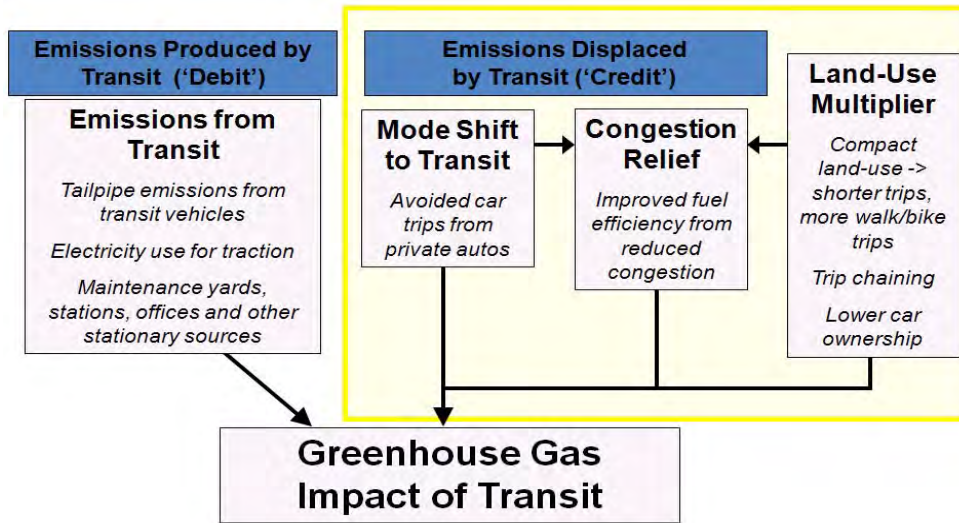 Emissions Produced by
Transit (‘Debit’)
Emissions from
Transit
Tailpipe emissions from
transit vehicles
Electricity use for traction
Maintenance yards,
stations, offices and other
stationary sources
Emissions Displaced
by Transit (‘Credit’)
Mode Shift
to Transit
Avoided car
trips from
private autos
Congestion
Relief
Improved fuel
efficiency from
reduced
congestion
Land-Use
Multiplier
Compact
land-use ->
shorter trips,
more walk/bike
trips
Trip chaining
Lower car
ownership
Greenhouse Gas
Impact of Transit